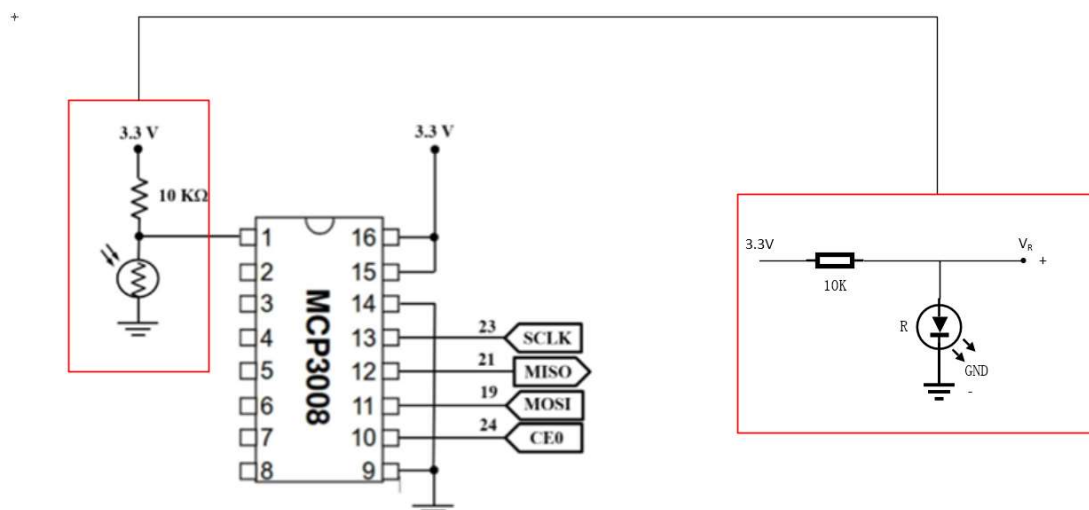 +
3.3 V
10 KΩ
3.3 V
MCP3008
1 16
2 15
3 14
4 13
5 12
6 11
7 10
8 9
23 SCLK
21 MISO
19 MOSI
24 CE0
3.3V
10K
VR +
R
GND
-